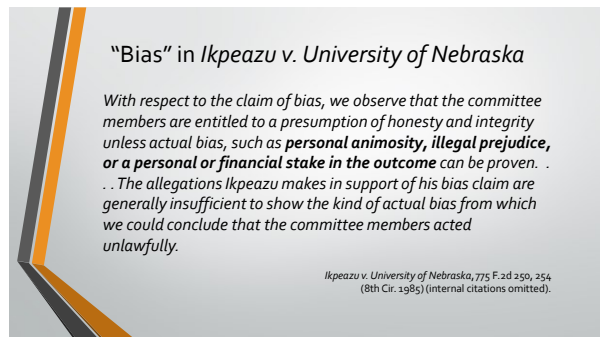 “Bias” in Ikpeazu v. University of Nebraska
With respect to the claim of bias, we observe that the committee
members are entitled to a presumption of honesty and integrity
unless actual bias, such as personal animosity, illegal prejudice,
or a personal or financial stake in the outcome can be proven. .
. . The allegations Ikpeazu makes in support of his bias claim are
generally insufficient to show the kind of actual bias from which
we could conclude that the committee members acted
unlawfully.
Ikpeazu v. University of Nebraska, 775 F.2d 250, 254
(8th Cir. 1985) (internal citations omitted).